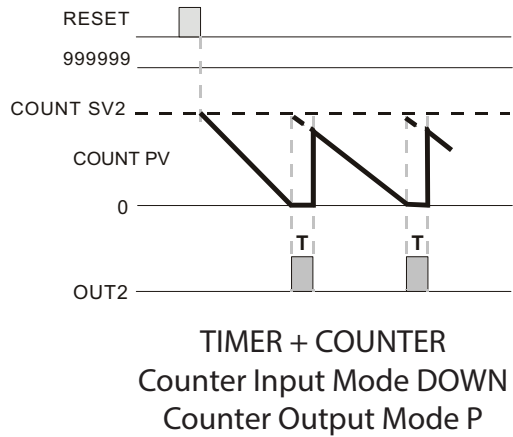 RESET
999999
COUNT SV2
COUNT PV
0
T T
OUT2
TIMER + COUNTER
Counter Input Mode DOWN
Counter Output Mode P